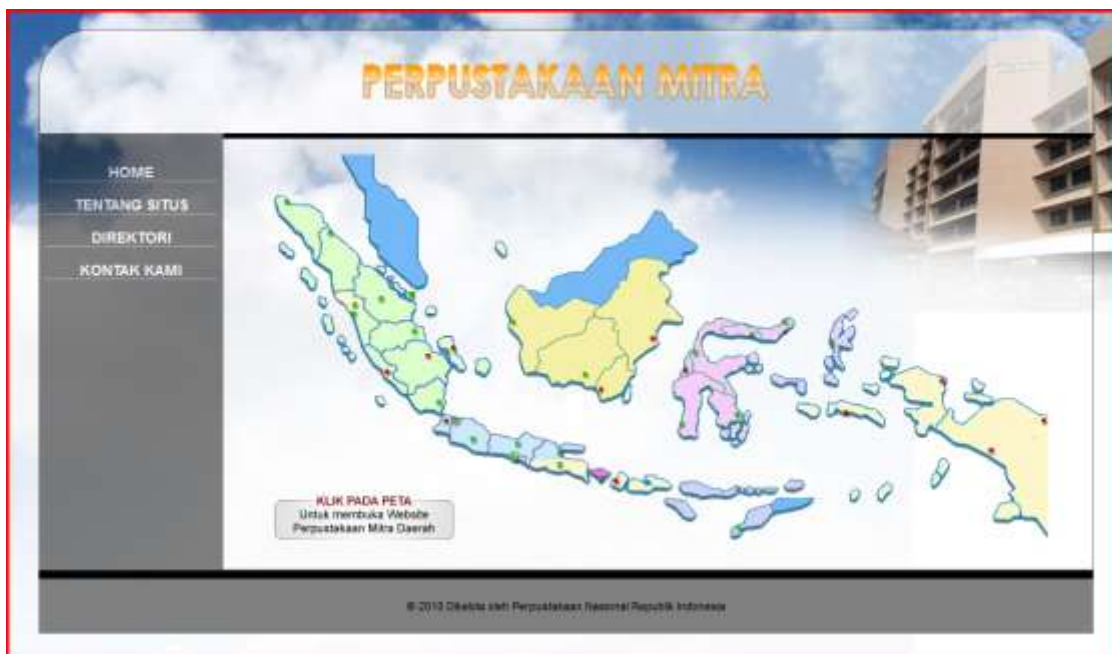 PERPUSTAKAAN MITRA
HOME
TENTANG SITUS
DIREKTORI
KONTAK KAMI
KLIK PADA PETA
Untuk membuka Website
Perpustakaan Mitra Daerah
© 2010 Dikelola oleh Perpustakaan Nasional Republik Indonesia